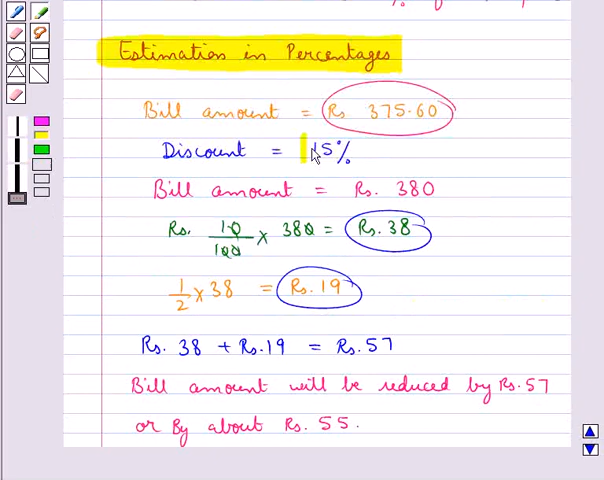 Estimation in Percentages
Bill amount = Rs 375.60
Discount = 15%
Bill amount = Rs. 380
Rs. 10/100 x 380 = Rs. 38
1/2 x 38 = Rs. 19
Rs. 38 + Rs. 19 = Rs. 57
Bill amount will be reduced by Rs. 57
or By about Rs. 55.